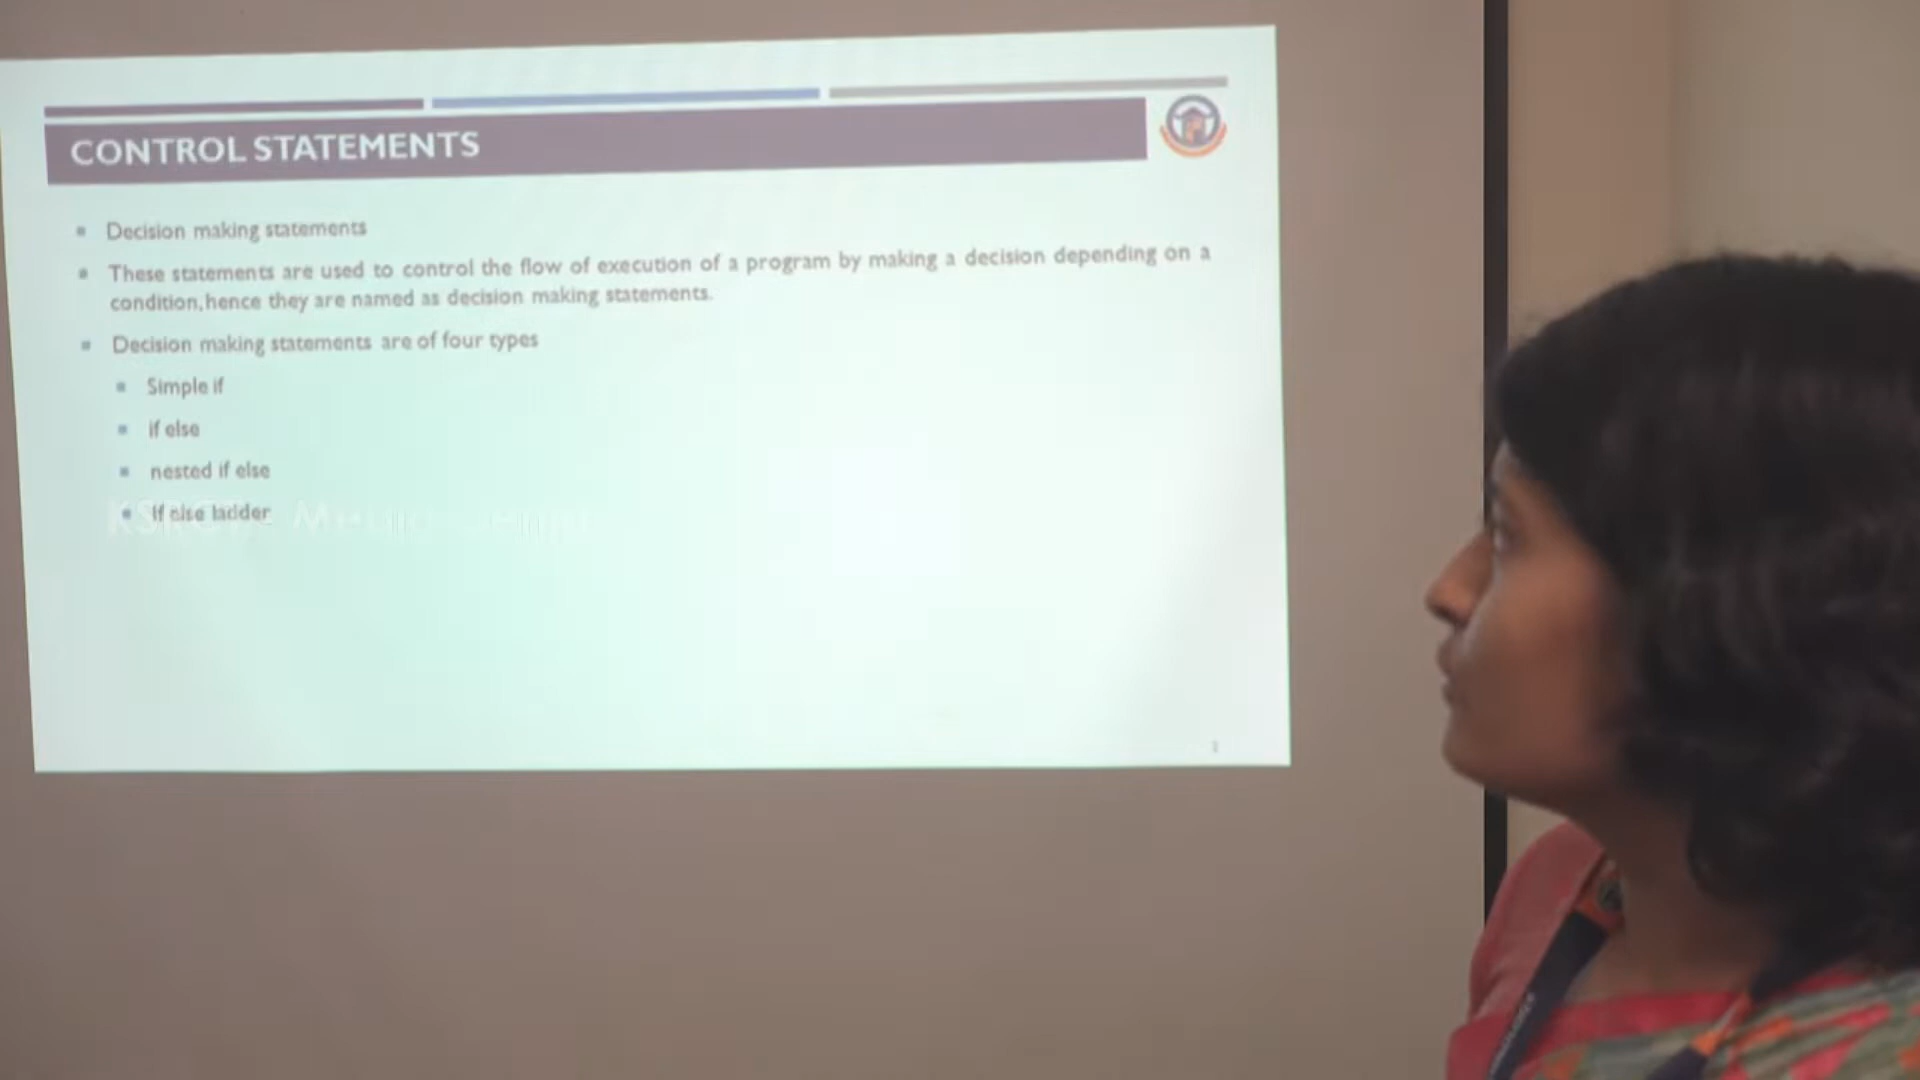 CONTROL STATEMENTS
Decision making statements
These statements are used to control the flow of execution of a program by making a decision depending on a
condition,hence they are named as decision making statements.
Decision making statements are of four types
Simple if
if else
nested if else
If else ladder